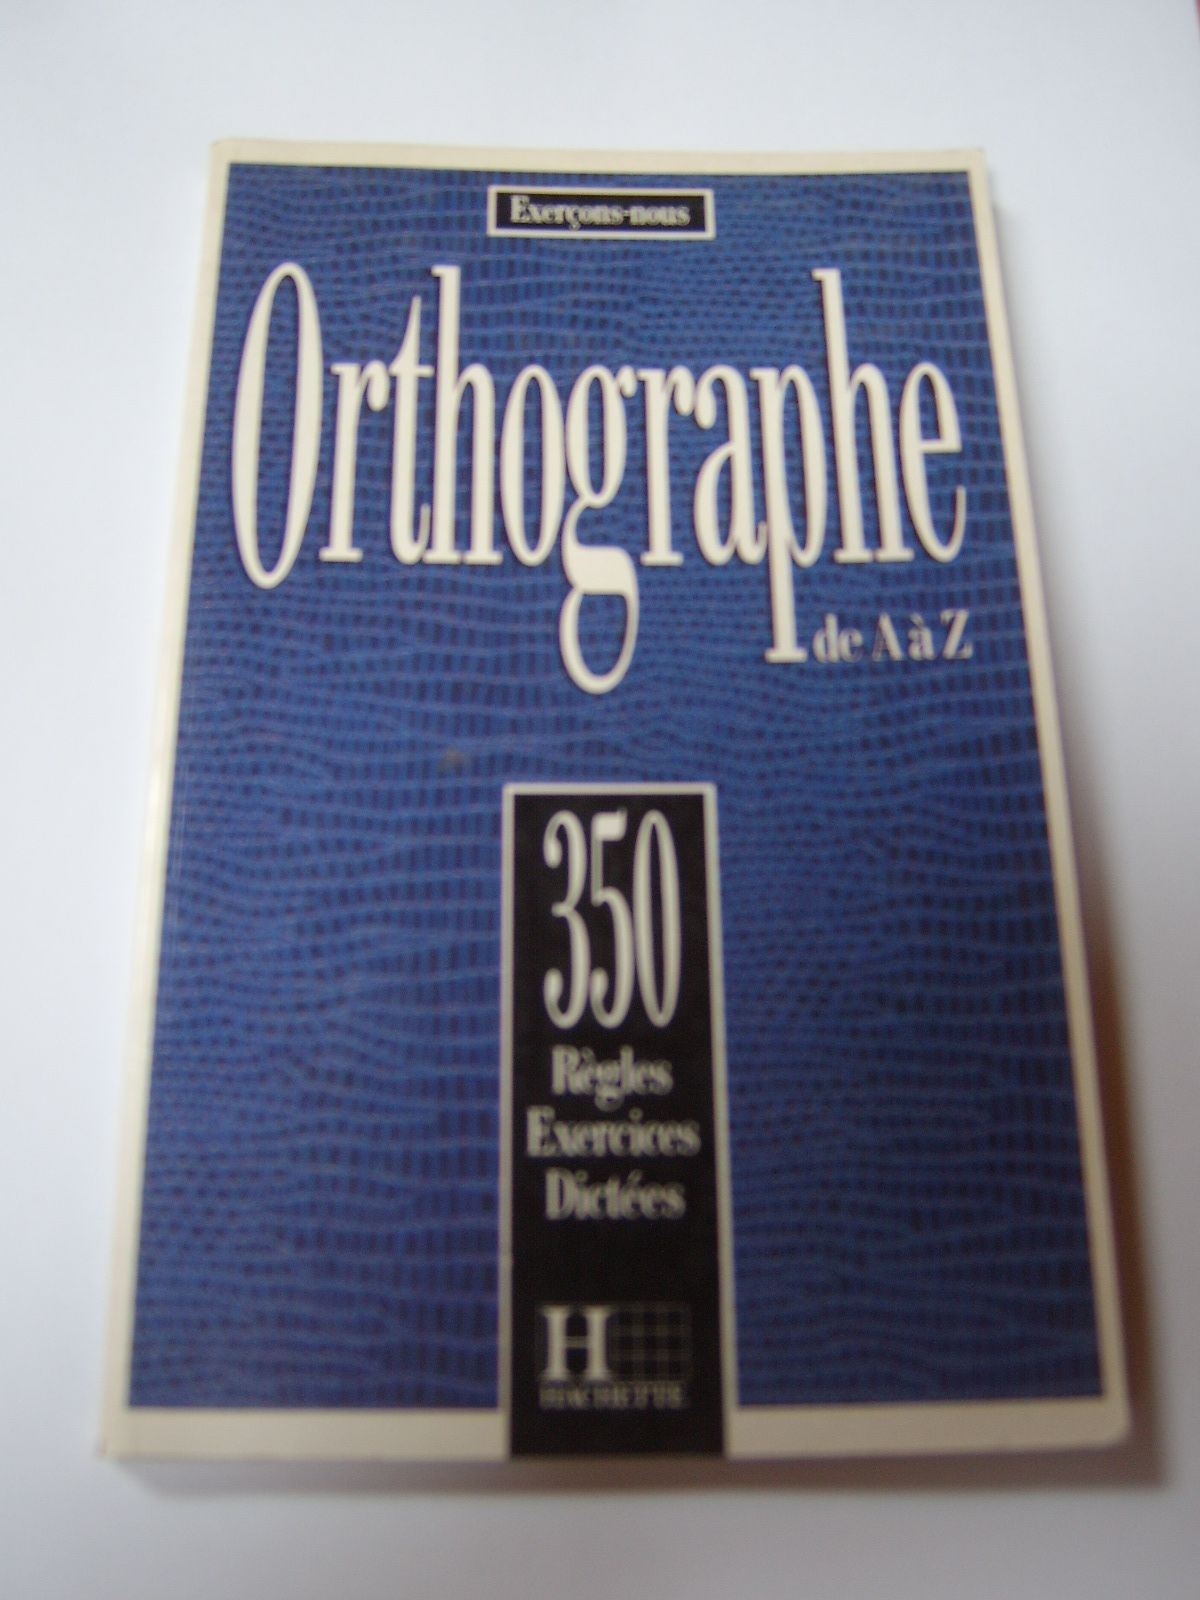 Exerçons-nous
Orthographe
de A à Z
350
Règles
Exercices
Dictées
H
HACHETTE